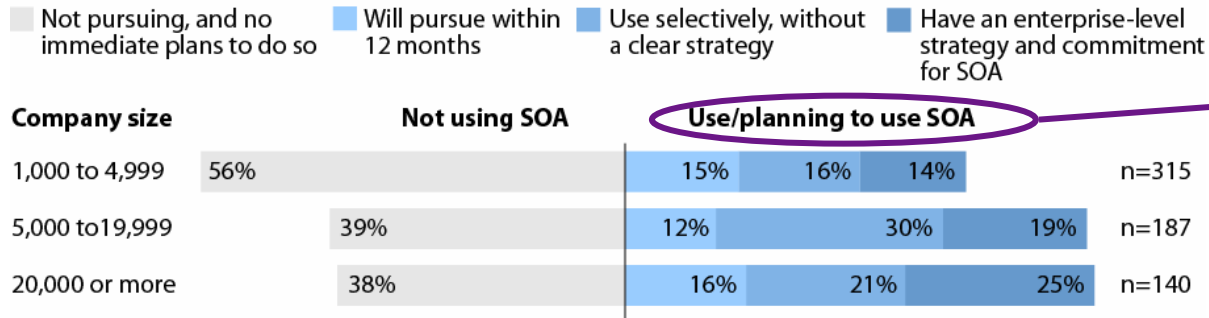 Not pursuing, and no
immediate plans to do so
Will pursue within
12 months
Use selectively, without
a clear strategy
Have an enterprise-level
strategy and commitment
for SOA
Company size Not using SOA Use/planning to use SOA
1,000 to 4,999 56% 15% 16% 14% n=315
5,000 to19,999 39% 12% 30% 19% n=187
20,000 or more 38% 16% 21% 25% n=140